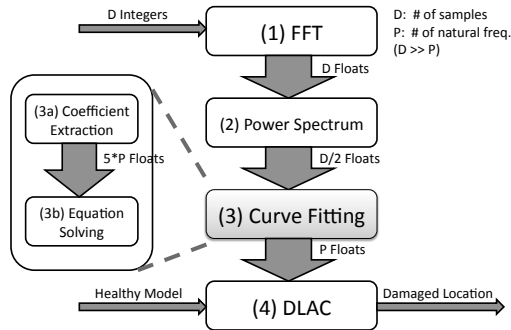 D Integers
(1) FFT
D: # of samples
P: # of natural freq.
(D >> P)
D Floats
(2) Power Spectrum
D/2 Floats
(3a) Coefficient
Extraction
5*P Floats
(3b) Equation
Solving
(3) Curve Fitting
P Floats
Healthy Model
(4) DLAC
Damaged Location